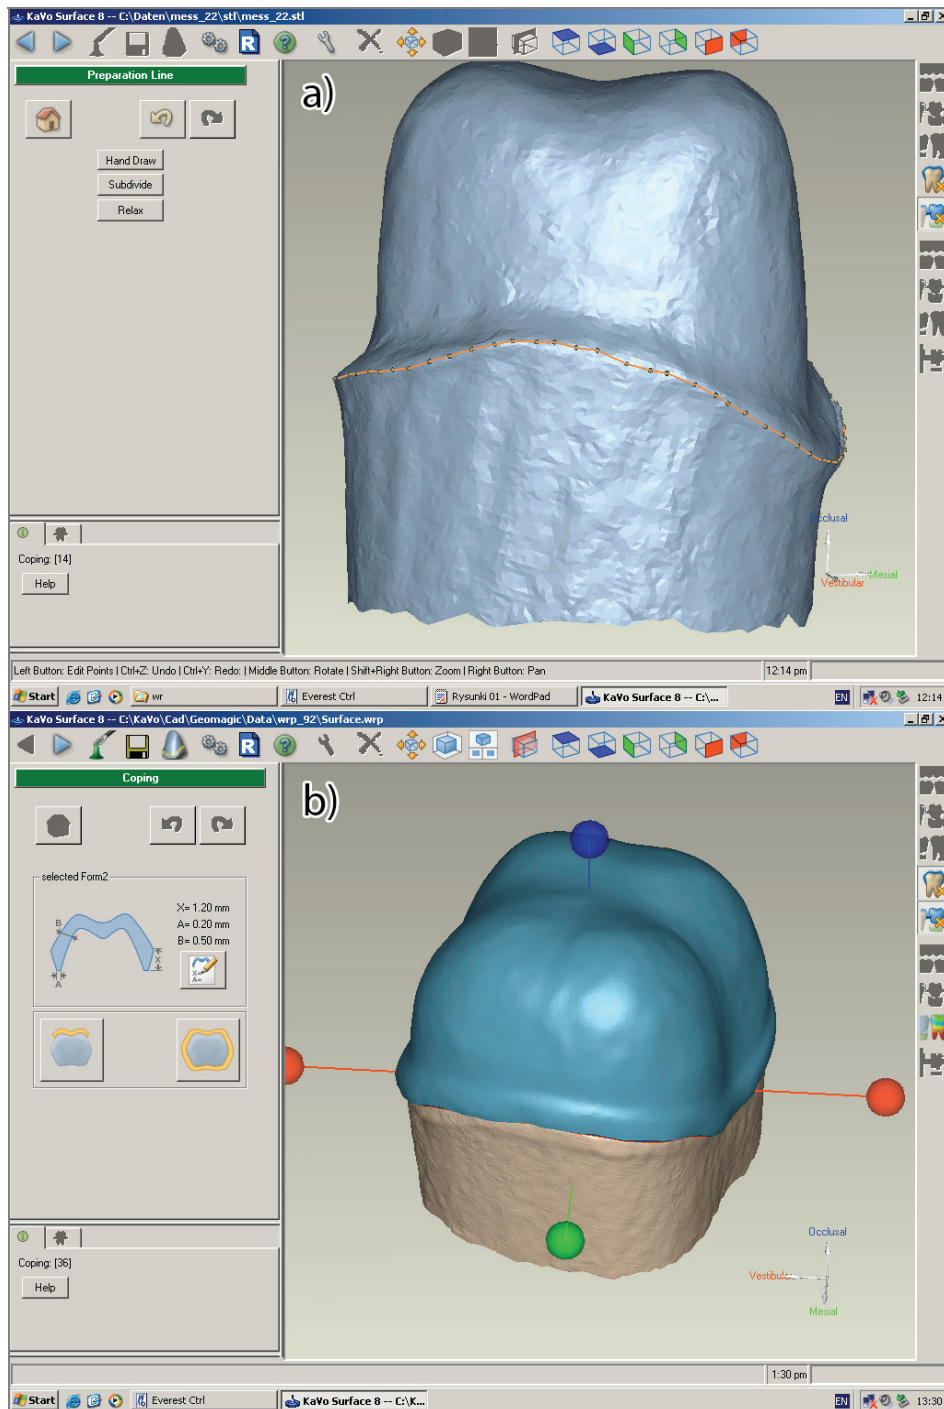 KaVo Surface 8 -- C:\Daten\mess_22\stl\mess_22.stl
R
?
Preparation Line
a)
Hand Draw
Subdivide
Relax
Occlusal
Mesial
Vestibular
Coping: [14]
Help
Left Button: Edit Points | Ctrl+Z: Undo | Ctrl+Y: Redo: | Middle Button: Rotate | Shift+Right Button: Zoom | Right Button: Pan
12:14 pm
Start
wr
Everest Ctrl
Rysunki 01 - WordPad
KaVo Surface 8 -- C:\...
EN
12:14
KaVo Surface 8 -- C:\KaVo\Cad\Geomagic\Data\wrp_92\Surface.wrp
R
?
Coping
b)
selected Form2
B
X
A
X= 1.20 mm
A= 0.20 mm
B= 0.50 mm
X=
A=
Occlusal
Vestibular
Mesial
Coping: [36]
Help
1:30 pm
Start
Everest Ctrl
KaVo Surface 8 -- C:\K...
EN
13:30